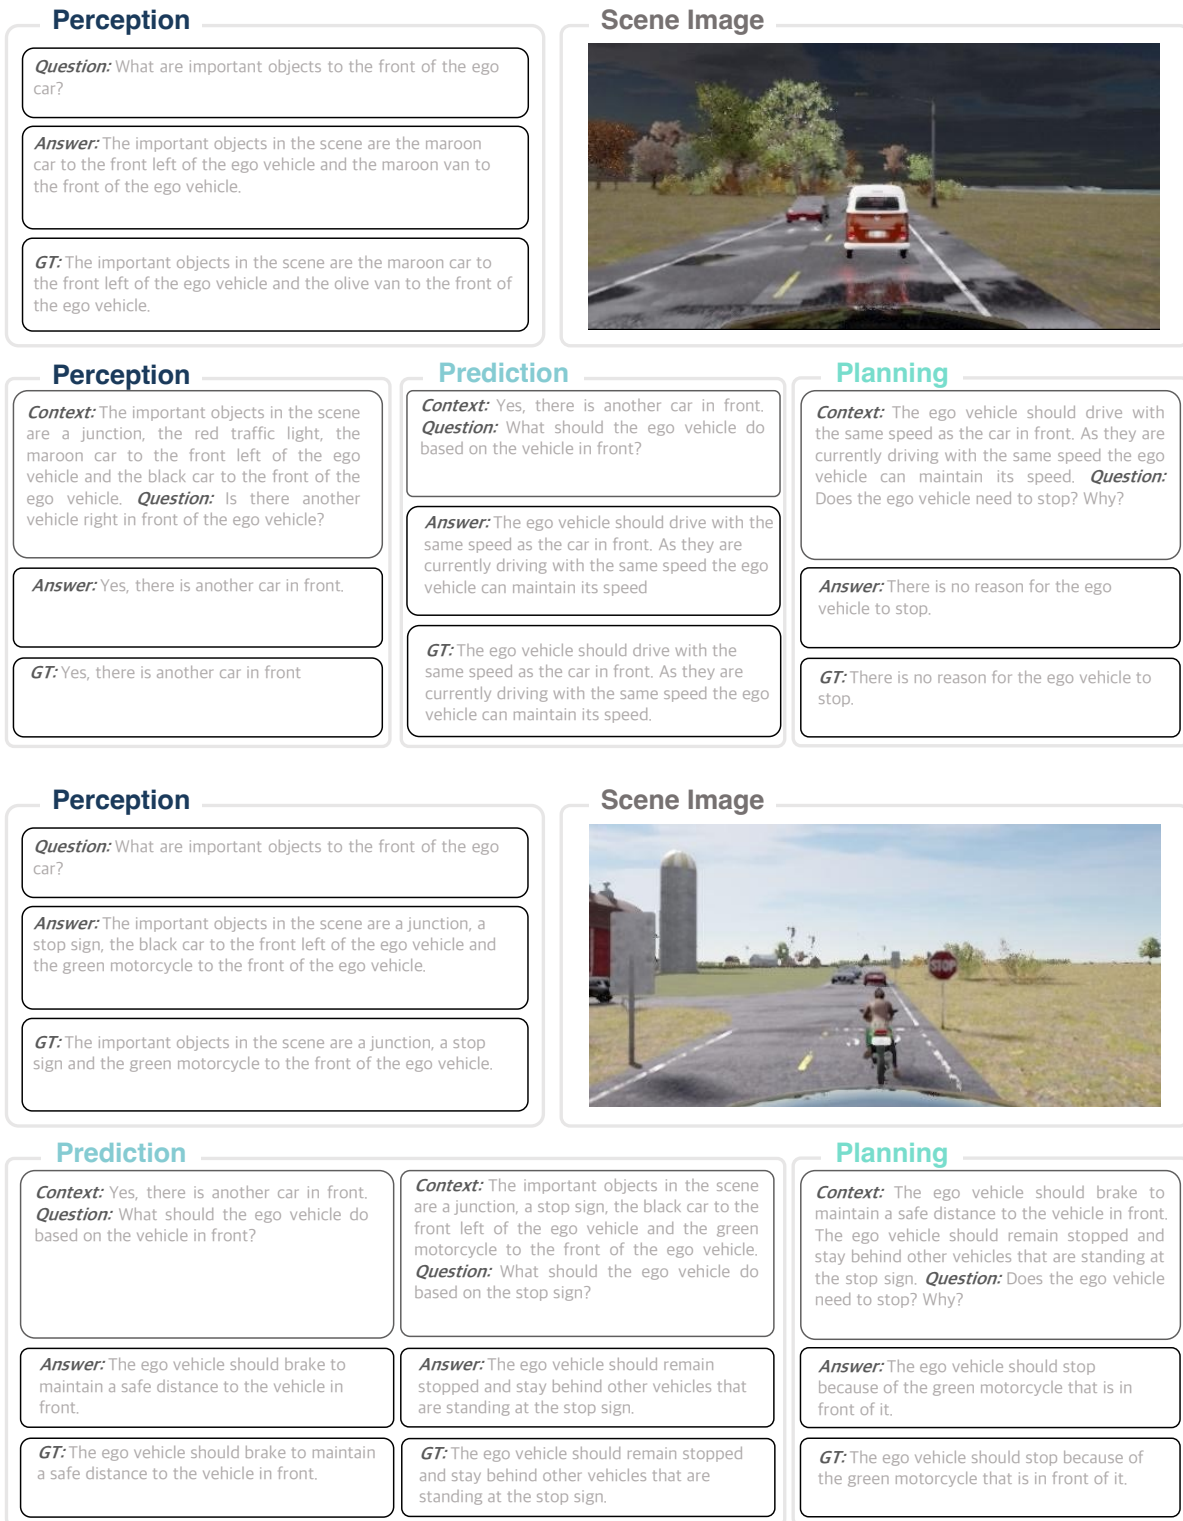 Perception
Question: What are important objects to the front of the ego
car?
Answer: The important objects in the scene are the maroon
car to the front left of the ego vehicle and the maroon van to
the front of the ego vehicle.
GT: The important objects in the scene are the maroon car to
the front left of the ego vehicle and the olive van to the front of
the ego vehicle.
Scene Image
Perception
Context: The important objects in the scene
are a junction, the red traffic light, the
maroon car to the front left of the ego
vehicle and the black car to the front of the
ego vehicle. Question: Is there another
vehicle right in front of the ego vehicle?
Answer: Yes, there is another car in front.
GT: Yes, there is another car in front
Prediction
Context: Yes, there is another car in front.
Question: What should the ego vehicle do
based on the vehicle in front?
Answer: The ego vehicle should drive with the
same speed as the car in front. As they are
currently driving with the same speed the ego
vehicle can maintain its speed
GT: The ego vehicle should drive with the
same speed as the car in front. As they are
currently driving with the same speed the ego
vehicle can maintain its speed.
Planning
Context: The ego vehicle should drive with
the same speed as the car in front. As they are
currently driving with the same speed the ego
vehicle can maintain its speed. Question:
Does the ego vehicle need to stop? Why?
Answer: There is no reason for the ego
vehicle to stop.
GT: There is no reason for the ego vehicle to
stop.
Perception
Question: What are important objects to the front of the ego
car?
Answer: The important objects in the scene are a junction, a
stop sign, the black car to the front left of the ego vehicle and
the green motorcycle to the front of the ego vehicle.
GT: The important objects in the scene are a junction, a stop
sign and the green motorcycle to the front of the ego vehicle.
Scene Image
STOP
Prediction
Context: Yes, there is another car in front.
Question: What should the ego vehicle do
based on the vehicle in front?
Answer: The ego vehicle should brake to
maintain a safe distance to the vehicle in
front.
GT: The ego vehicle should brake to maintain
a safe distance to the vehicle in front.
Context: The important objects in the scene
are a junction, a stop sign, the black car to the
front left of the ego vehicle and the green
motorcycle to the front of the ego vehicle.
Question: What should the ego vehicle do
based on the stop sign?
Answer: The ego vehicle should remain
stopped and stay behind other vehicles that
are standing at the stop sign.
GT: The ego vehicle should remain stopped
and stay behind other vehicles that are
standing at the stop sign.
Planning
Context: The ego vehicle should brake to
maintain a safe distance to the vehicle in front.
The ego vehicle should remain stopped and
stay behind other vehicles that are standing at
the stop sign. Question: Does the ego vehicle
need to stop? Why?
Answer: The ego vehicle should stop
because of the green motorcycle that is in
front of it.
GT: The ego vehicle should stop because of
the green motorcycle that is in front of it.